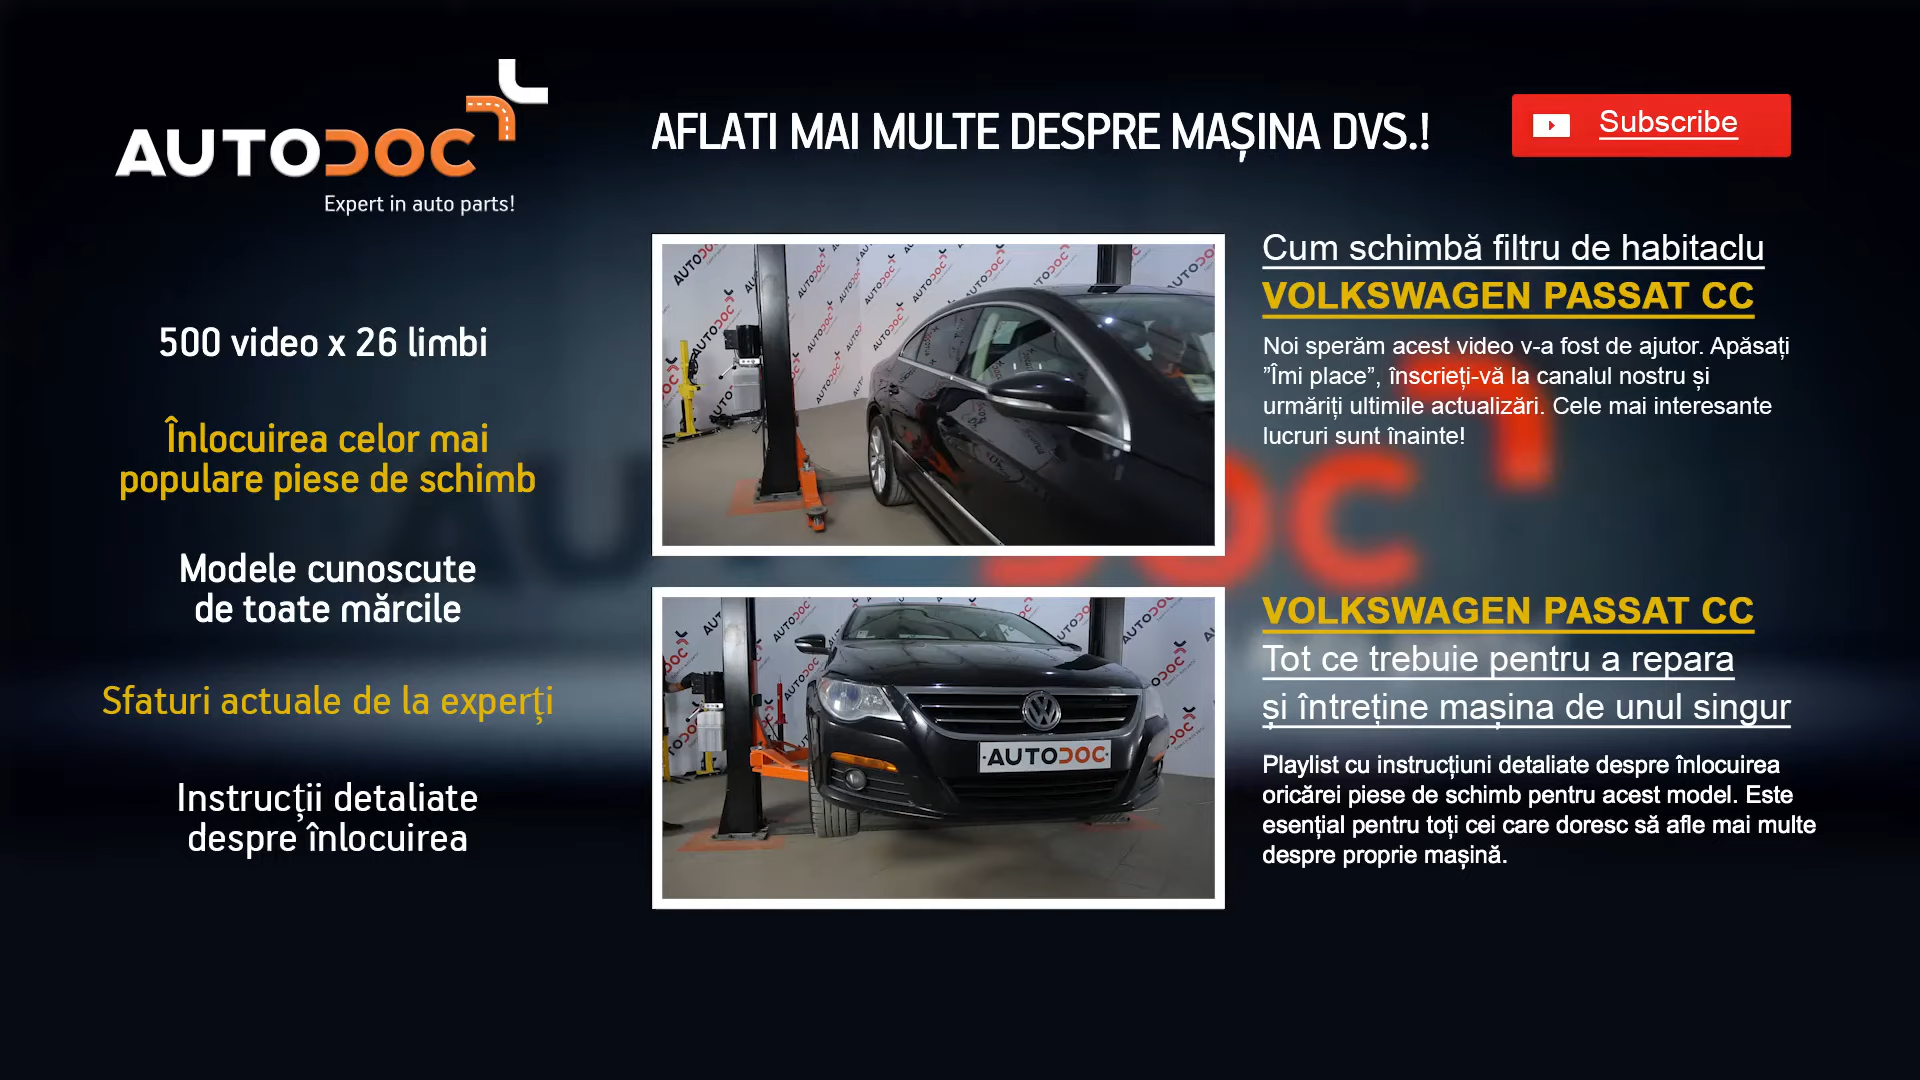 AUTODOC
Expert in auto parts!
500 video x 26 limbi
Înlocuirea celor mai
populare piese de schimb
Modele cunoscute
de toate mărcile
Sfaturi actuale de la experți
Instrucții detaliate
despre înlocuirea
AFLATI MAI MULTE DESPRE MAȘINA DVS.!
Subscribe
Cum schimbă filtru de habitaclu
VOLKSWAGEN PASSAT CC
Noi sperăm acest video v-a fost de ajutor. Apăsați
”Îmi place”, înscrieți-vă la canalul nostru și
urmăriți ultimile actualizări. Cele mai interesante
lucruri sunt înainte!
AUTODOC
VOLKSWAGEN PASSAT CC
Tot ce trebuie pentru a repara
și întreține mașina de unul singur
Playlist cu instrucțiuni detaliate despre înlocuirea
oricărei piese de schimb pentru acest model. Este
esențial pentru toți cei care doresc să afle mai multe
despre proprie mașină.